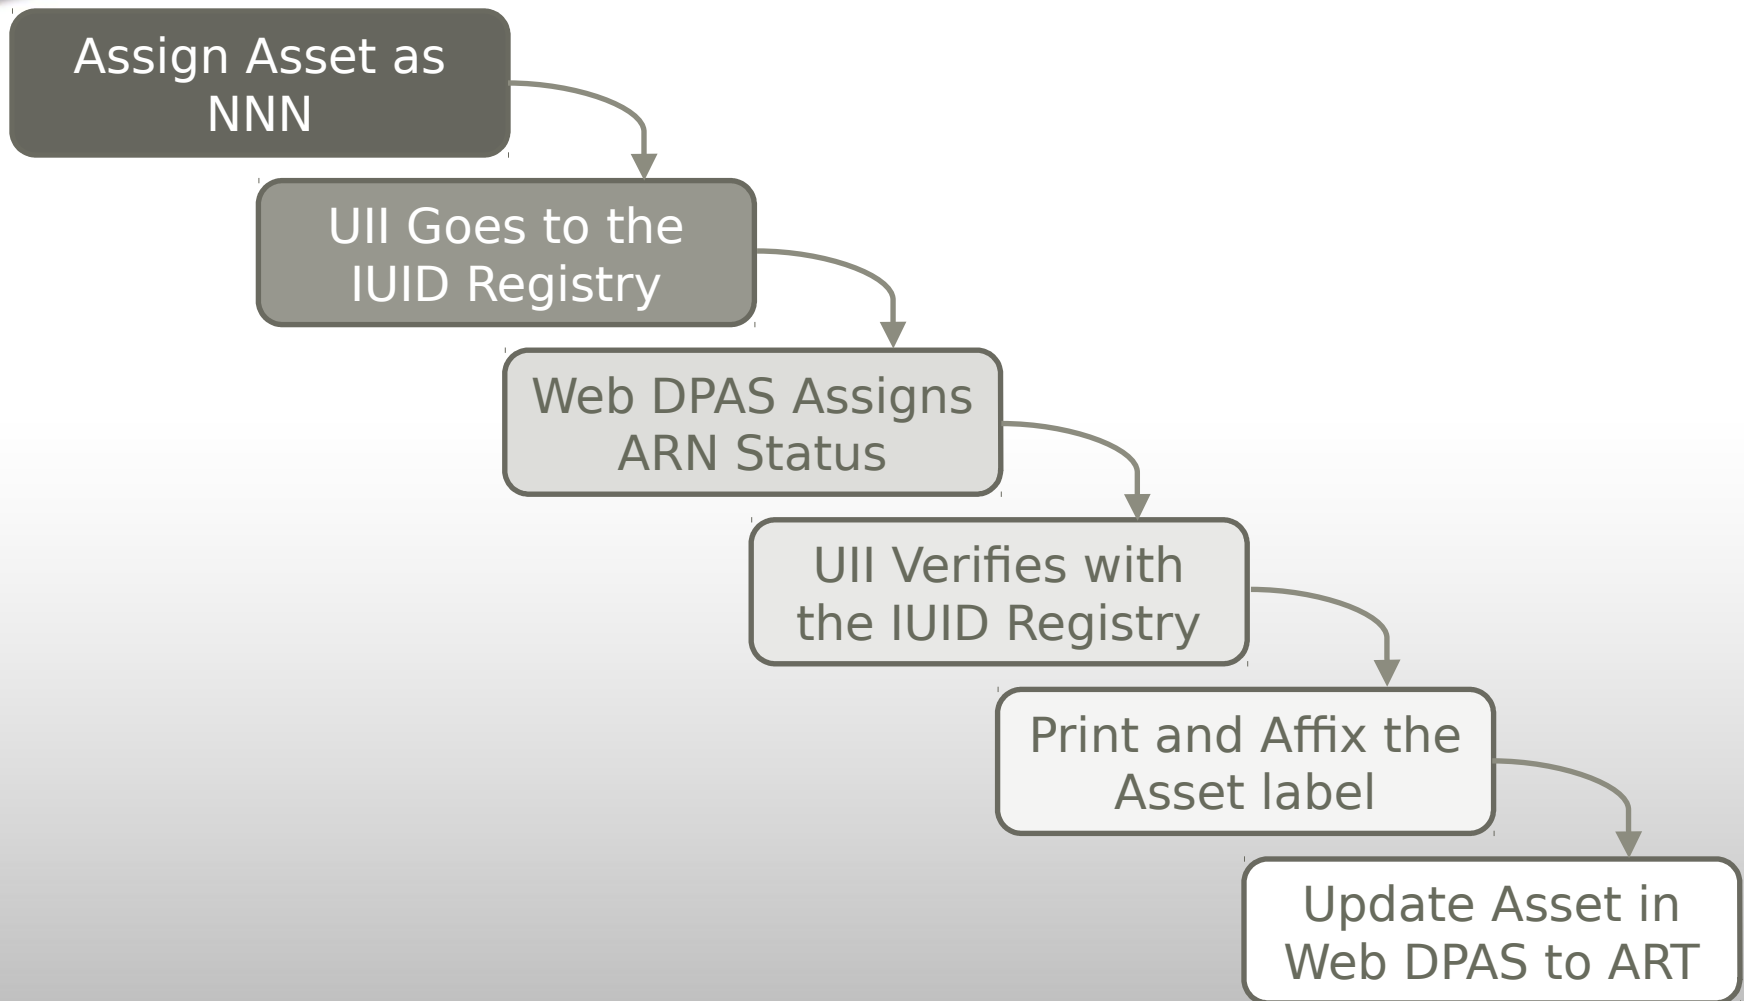 Assign Asset as
NNN
UII Goes to the
IUID Registry
Web DPAS Assigns
ARN Status
UII Verifies with
the IUID Registry
Print and Affix the
Asset label
Update Asset in
Web DPAS to ART